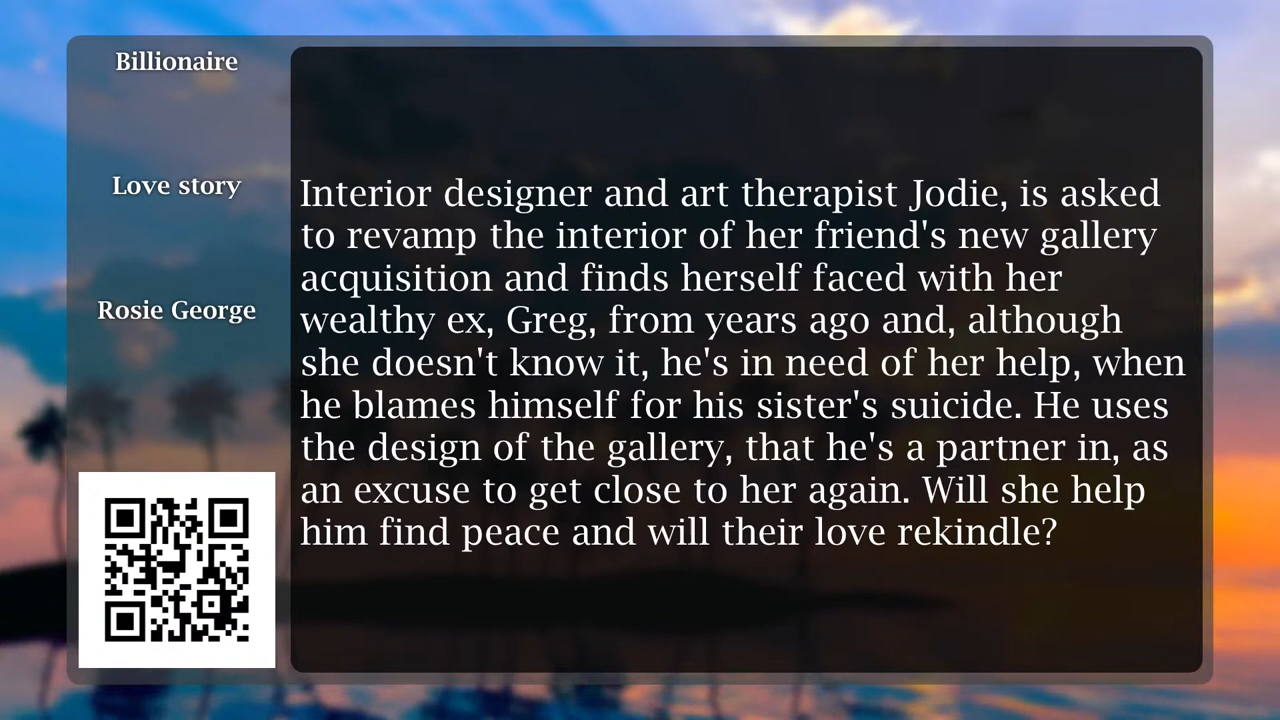 Billionaire
Love story
Rosie George
Interior designer and art therapist Jodie, is asked
to revamp the interior of her friend's new gallery
acquisition and finds herself faced with her
wealthy ex, Greg, from years ago and, although
she doesn't know it, he's in need of her help, when
he blames himself for his sister's suicide. He uses
the design of the gallery, that he's a partner in, as
an excuse to get close to her again. Will she help
him find peace and will their love rekindle?